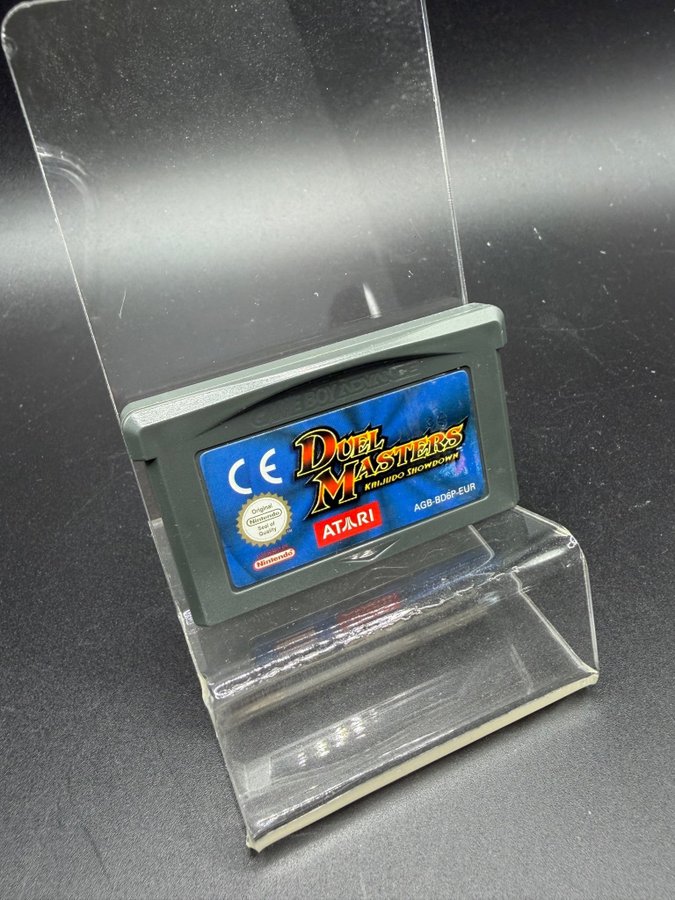 GAME BOY ADVANCE
CE
DUEL
MASTERS
KAIJUDO SHOWDOWN
Original
Nintendo
Seal of
Quality
ATARI
AGB-BD6P-EUR
Nintendo